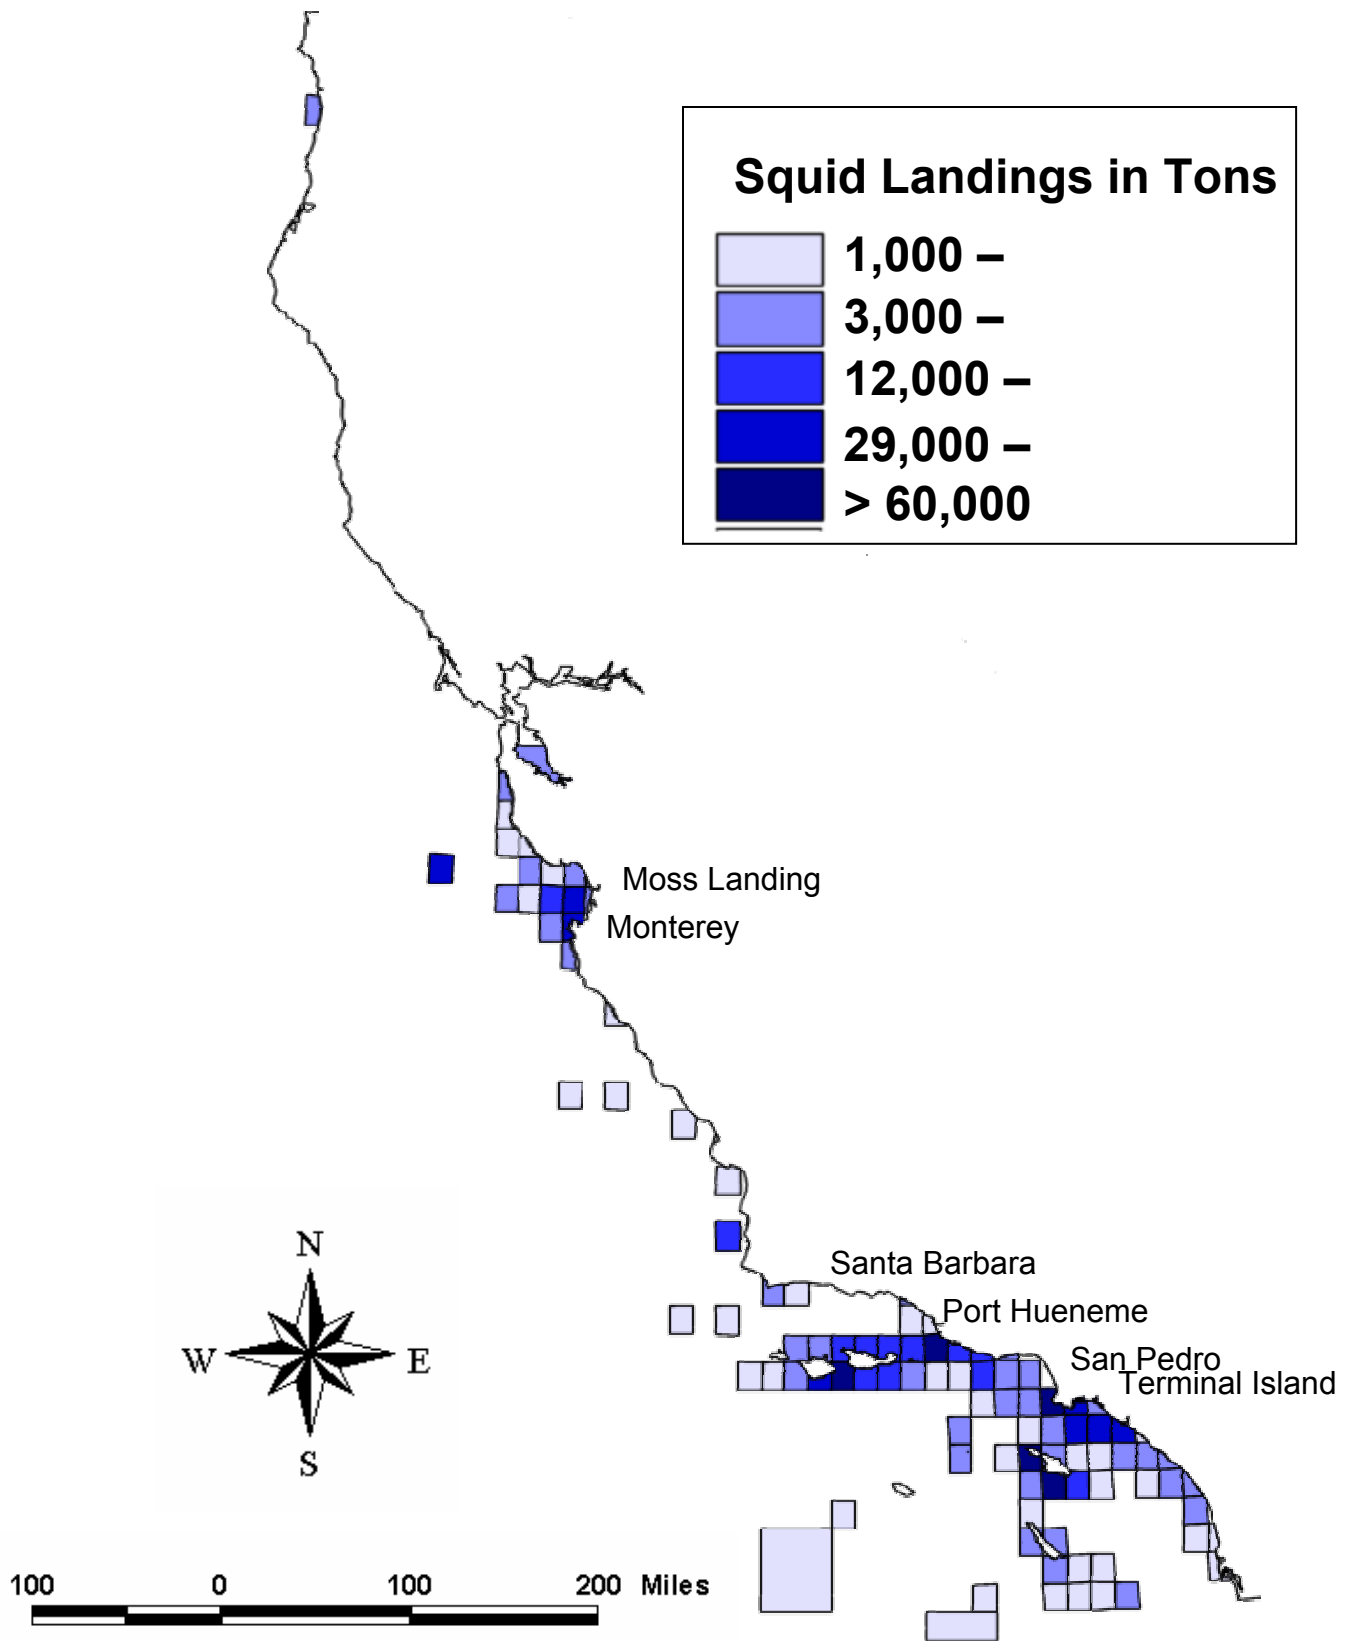 Squid Landings in Tons
1,000 –
3,000 –
12,000 –
29,000 –
> 60,000
Moss Landing
Monterey
Santa Barbara
Port Hueneme
San Pedro
Terminal Island
N
W E
S
100 0 100 200 Miles